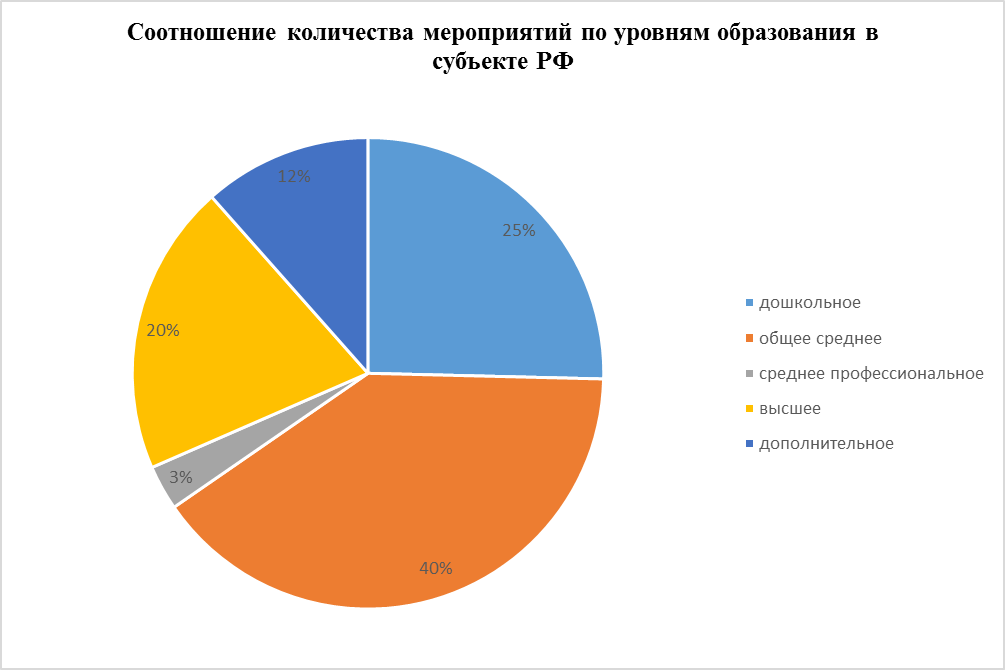 Соотношение количества мероприятий по уровням образования в
субъекте РФ
12%
25%
20%
3%
40%
дошкольное
общее среднее
среднее профессиональное
высшее
дополнительное